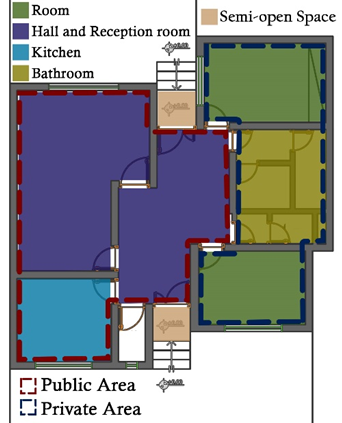 Room
Semi-open Space
Hall and Reception room
Kitchen
Bathroom
Public Area
Private Area